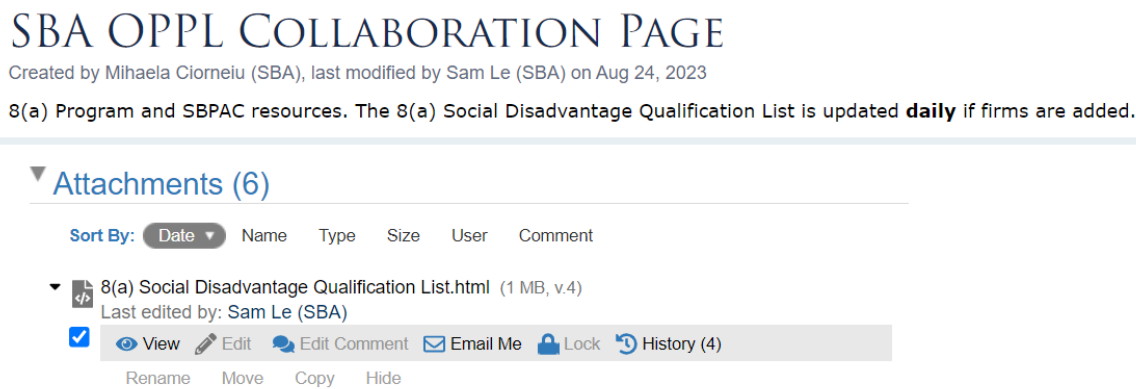 SBA OPPL COLLABORATION PAGE
Created by Mihaela Ciorneiu (SBA), last modified by Sam Le (SBA) on Aug 24, 2023
8(a) Program and SBPAC resources. The 8(a) Social Disadvantage Qualification List is updated daily if firms are added.
Attachments (6)
Sort By: Date Name Type Size User Comment
8(a) Social Disadvantage Qualification List.html (1 MB, v.4)
Last edited by: Sam Le (SBA)
View Edit Edit Comment Email Me Lock History (4)
Rename Move Copy Hide